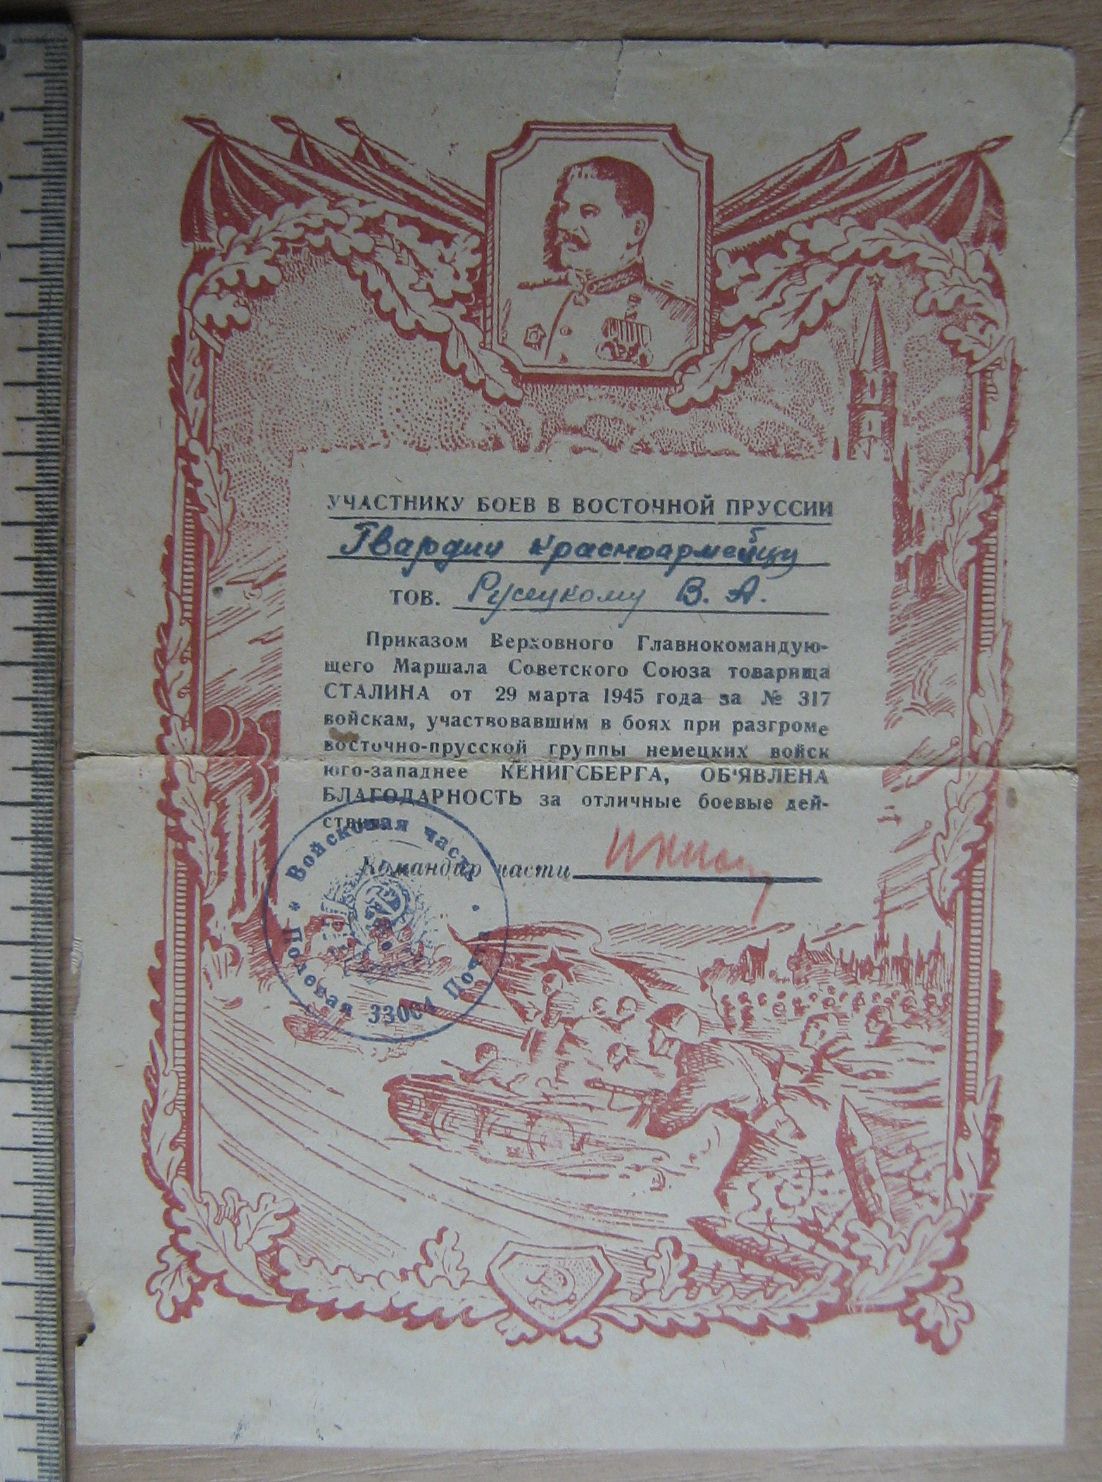 УЧАСТНИКУ БОЕВ В ВОСТОЧНОЙ ПРУССИИ
Гвардии красноармейцу
ТОВ. Русецкому В. А.
Приказом Верховного Главнокомандую-
щего Маршала Советского Союза товарища
СТАЛИНА от 29 марта 1945 года за № 317
войскам, участвовавшим в боях при разгроме
восточно-прусской группы немецких войск
юго-западнее КЕНИГСБЕРГА, ОБ'ЯВЛЕНА
БЛАГОДАРНОСТЬ за отличные боевые дей-
ствия.
Командир части
Войсковая часть
Полевая Почта
33004